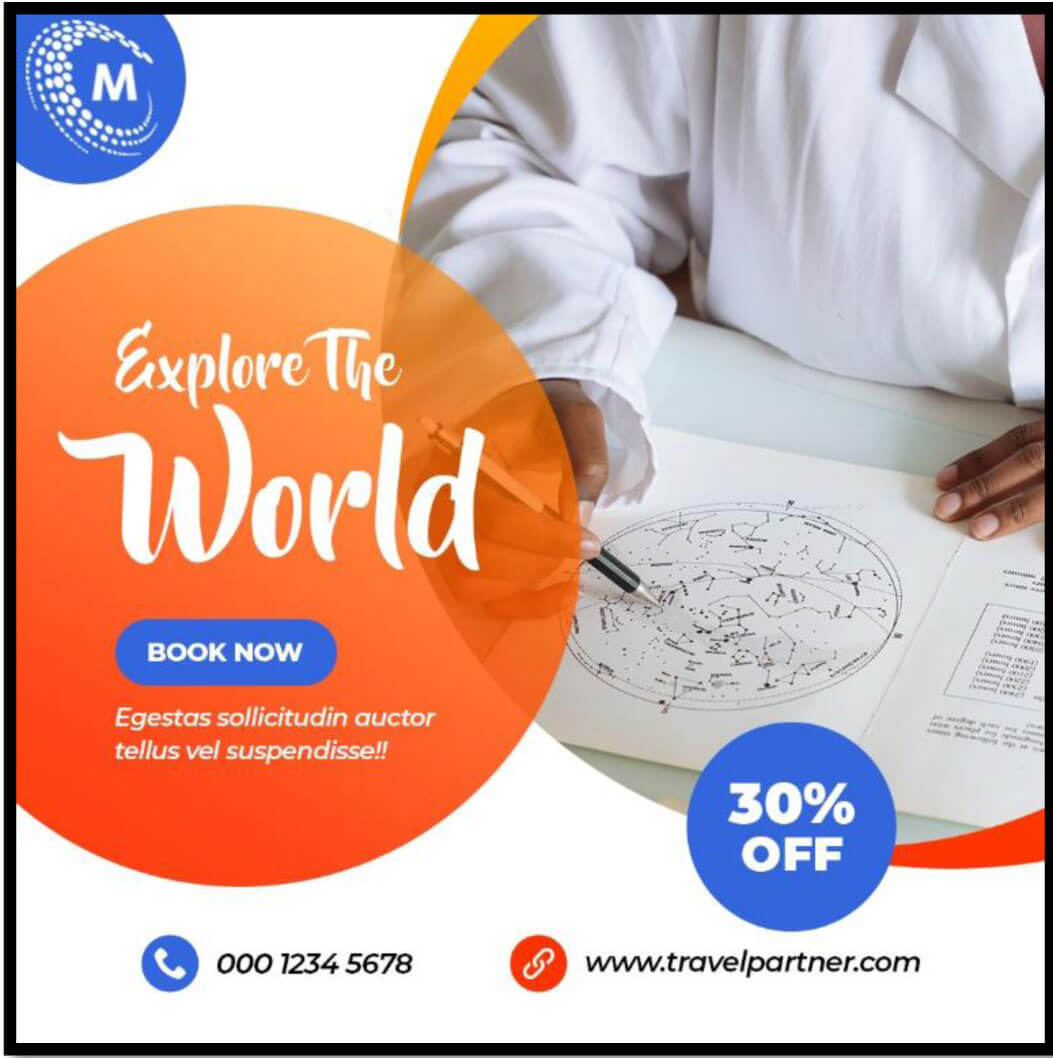 M
Explore The
World
BOOK NOW
Egestas sollicitudin auctor
tellus vel suspendisse!!
30%
OFF
000 1234 5678
www.travelpartner.com